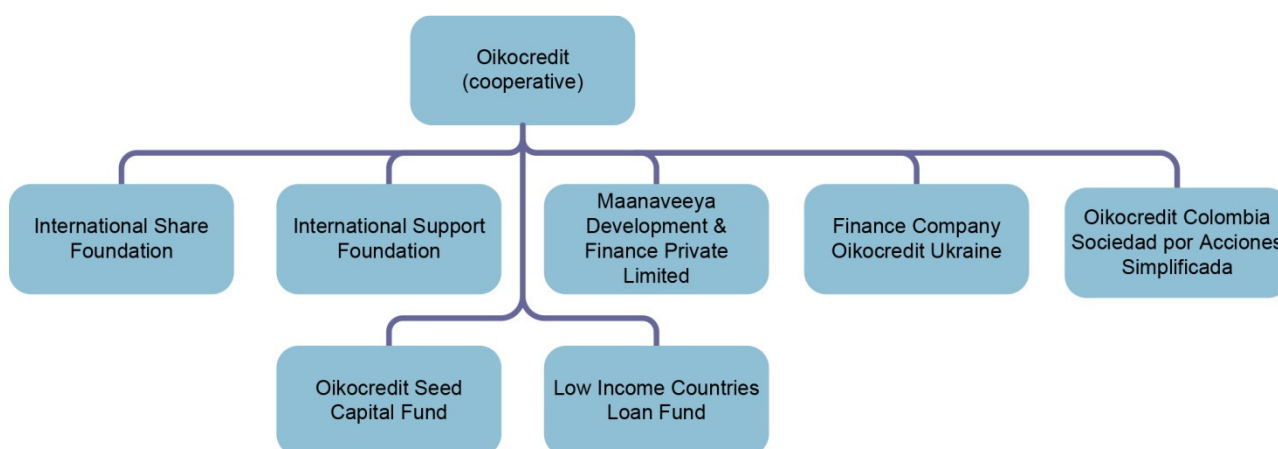 Oikocredit
(cooperative)
International Share
Foundation
International Support
Foundation
Maanaveeya
Development &
Finance Private
Limited
Finance Company
Oikocredit Ukraine
Oikocredit Colombia
Sociedad por Acciones
Simplificada
Oikocredit Seed
Capital Fund
Low Income Countries
Loan Fund